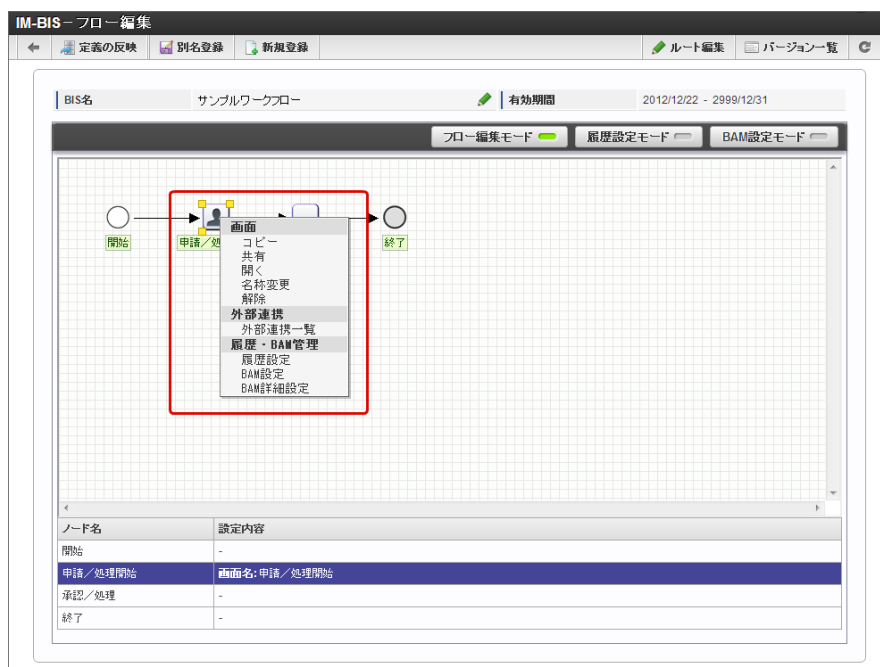 IM-BIS－フロー編集
定義の反映 別名登録 新規登録 ルート編集 バージョン一覧
BIS名 サンプルワークフロー 有効期間 2012/12/22 - 2999/12/31
フロー編集モード 履歴設定モード BAM設定モード
開始 申請／処 終了
画面
コピー
共有
開く
名称変更
解除
外部連携
外部連携一覧
履歴・BAM管理
履歴設定
BAM設定
BAM詳細設定
ノード名 設定内容
開始 -
申請／処理開始 画面名:申請／処理開始
承認／処理 -
終了 -